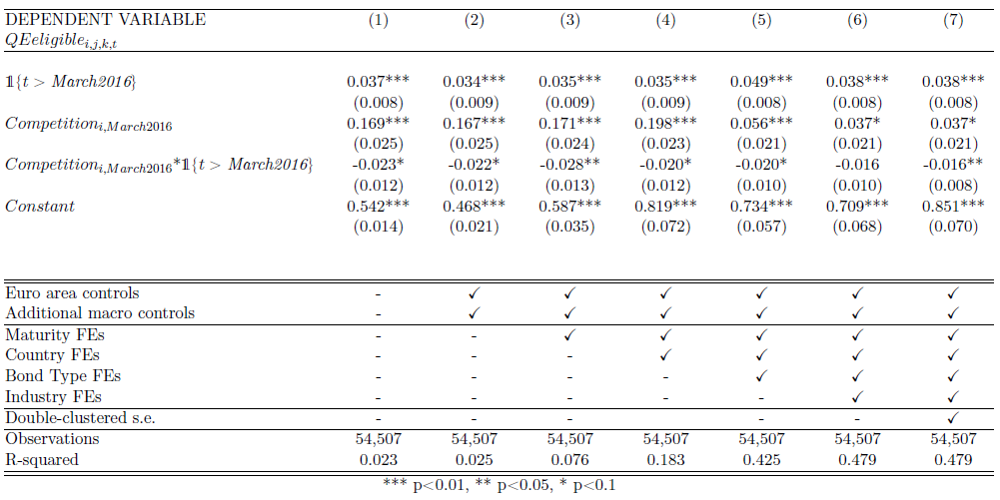 DEPENDENT VARIABLE (1) (2) (3) (4) (5) (6) (7)
QEeligible_{i,j,k,t}
𝟙{t > March2016} 0.037*** 0.034*** 0.035*** 0.035*** 0.049*** 0.038*** 0.038***
(0.008) (0.009) (0.009) (0.009) (0.008) (0.008) (0.008)
Competition_{i,March2016} 0.169*** 0.167*** 0.171*** 0.198*** 0.056*** 0.037* 0.037*
(0.025) (0.025) (0.024) (0.023) (0.021) (0.021) (0.021)
Competition_{i,March2016}*𝟙{t > March2016} -0.023* -0.022* -0.028** -0.020* -0.020* -0.016 -0.016**
(0.012) (0.012) (0.013) (0.012) (0.010) (0.010) (0.008)
Constant 0.542*** 0.468*** 0.587*** 0.819*** 0.734*** 0.709*** 0.851***
(0.014) (0.021) (0.035) (0.072) (0.057) (0.068) (0.070)
Euro area controls - ✓ ✓ ✓ ✓ ✓ ✓
Additional macro controls - ✓ ✓ ✓ ✓ ✓ ✓
Maturity FEs - - ✓ ✓ ✓ ✓ ✓
Country FEs - - - ✓ ✓ ✓ ✓
Bond Type FEs - - - - ✓ ✓ ✓
Industry FEs - - - - - ✓ ✓
Double-clustered s.e. - - - - - - ✓
Observations 54,507 54,507 54,507 54,507 54,507 54,507 54,507
R-squared 0.023 0.025 0.076 0.183 0.425 0.479 0.479
*** p<0.01, ** p<0.05, * p<0.1